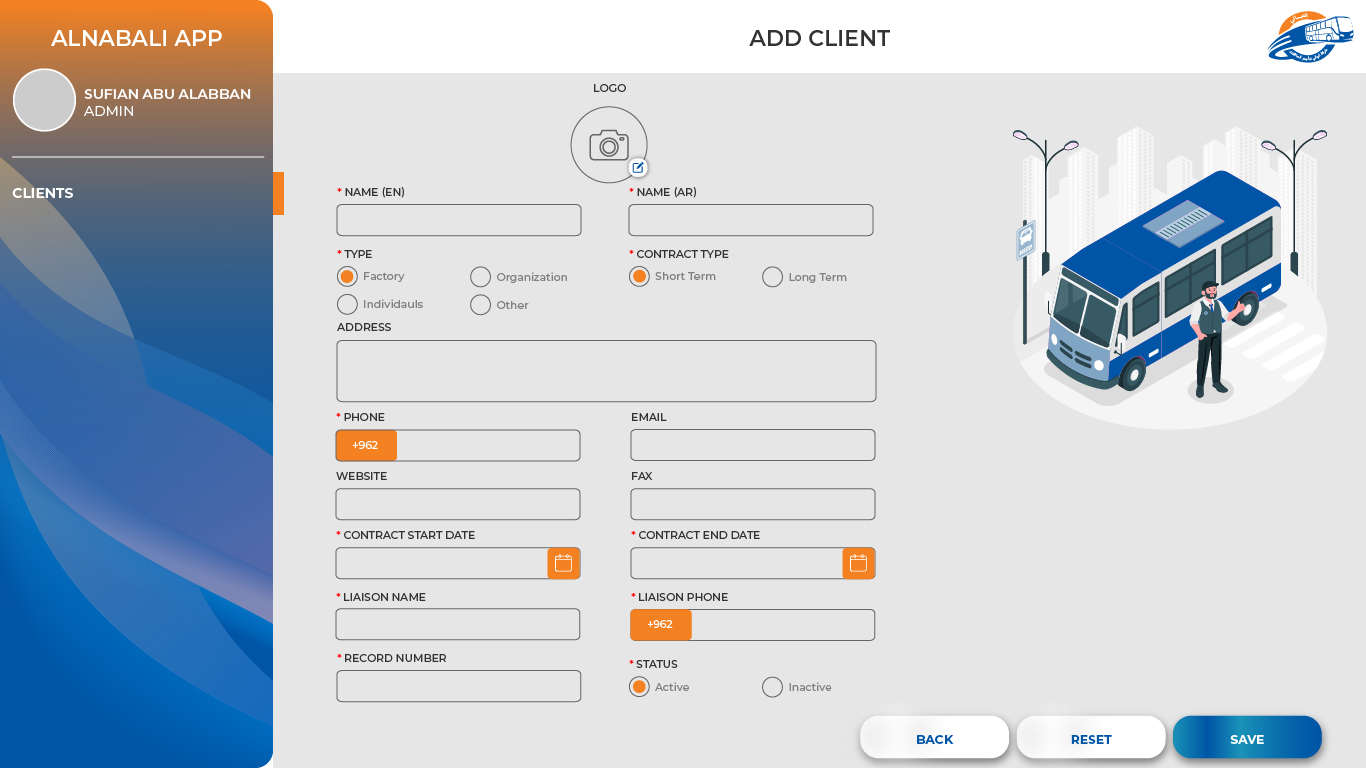 ALNABALI APP
SUFIAN ABU ALABBAN
ADMIN
CLIENTS
ADD CLIENT
LOGO
* NAME (EN)
* NAME (AR)
* TYPE
* CONTRACT TYPE
Factory
Organization
Short Term
Long Term
Individauls
Other
ADDRESS
* PHONE
EMAIL
+962
WEBSITE
FAX
* CONTRACT START DATE
* CONTRACT END DATE
* LIAISON NAME
* LIAISON PHONE
+962
* RECORD NUMBER
* STATUS
Active
Inactive
BACK
RESET
SAVE